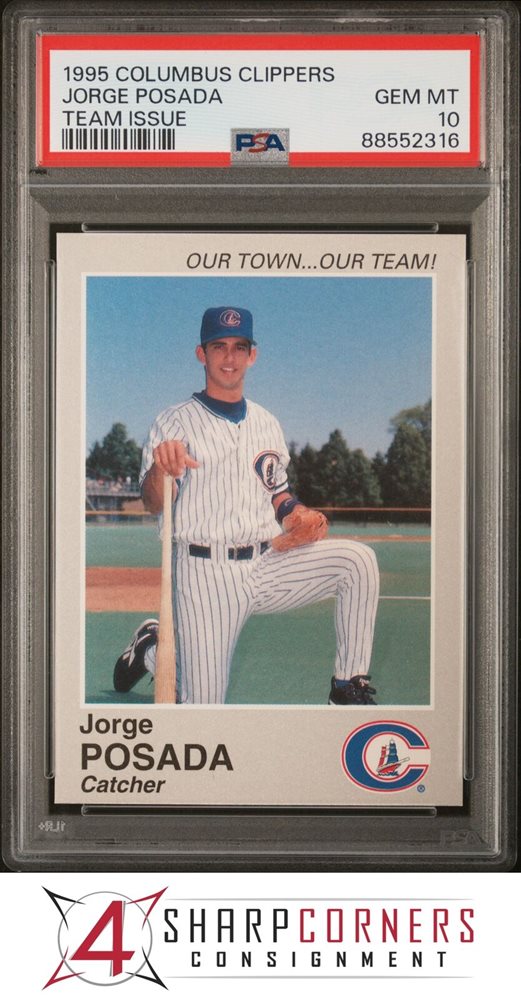 1995 COLUMBUS CLIPPERS
JORGE POSADA GEM MT
TEAM ISSUE 10
PSA 88552316
OUR TOWN...OUR TEAM!
C
C
Jorge
POSADA
Catcher
C
®
PSA
4 SHARPCORNERS
CONSIGNMENT